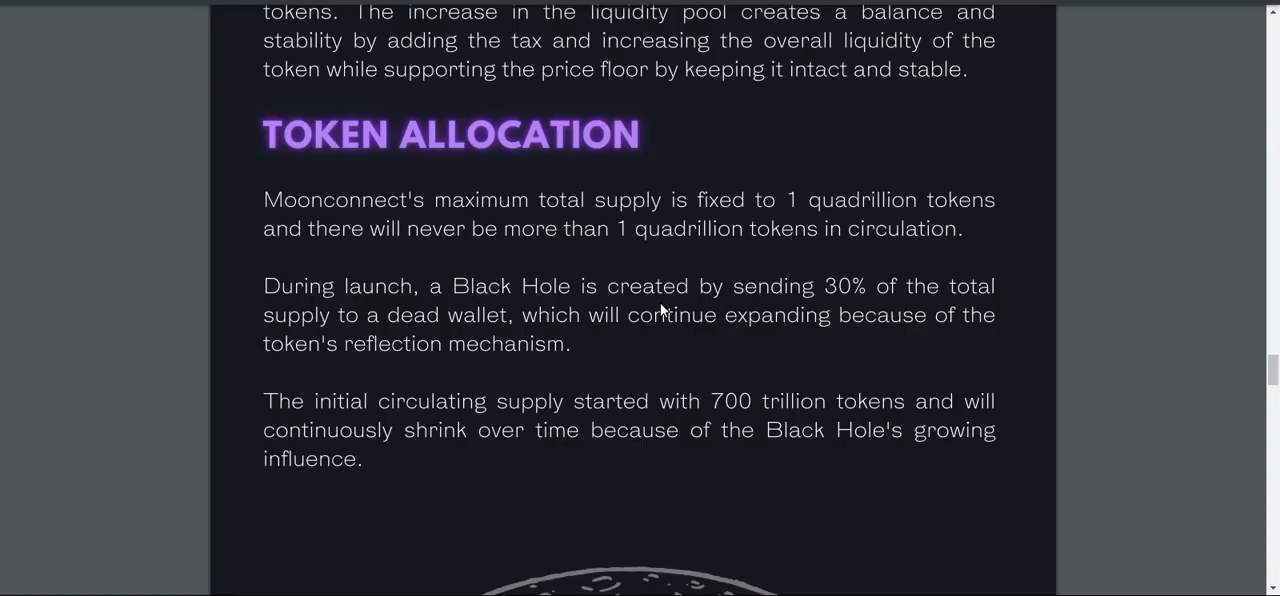 tokens. The increase in the liquidity pool creates a balance and
stability by adding the tax and increasing the overall liquidity of the
token while supporting the price floor by keeping it intact and stable.
TOKEN ALLOCATION
Moonconnect's maximum total supply is fixed to 1 quadrillion tokens
and there will never be more than 1 quadrillion tokens in circulation.
During launch, a Black Hole is created by sending 30% of the total
supply to a dead wallet, which will continue expanding because of the
token's reflection mechanism.
The initial circulating supply started with 700 trillion tokens and will
continuously shrink over time because of the Black Hole's growing
influence.